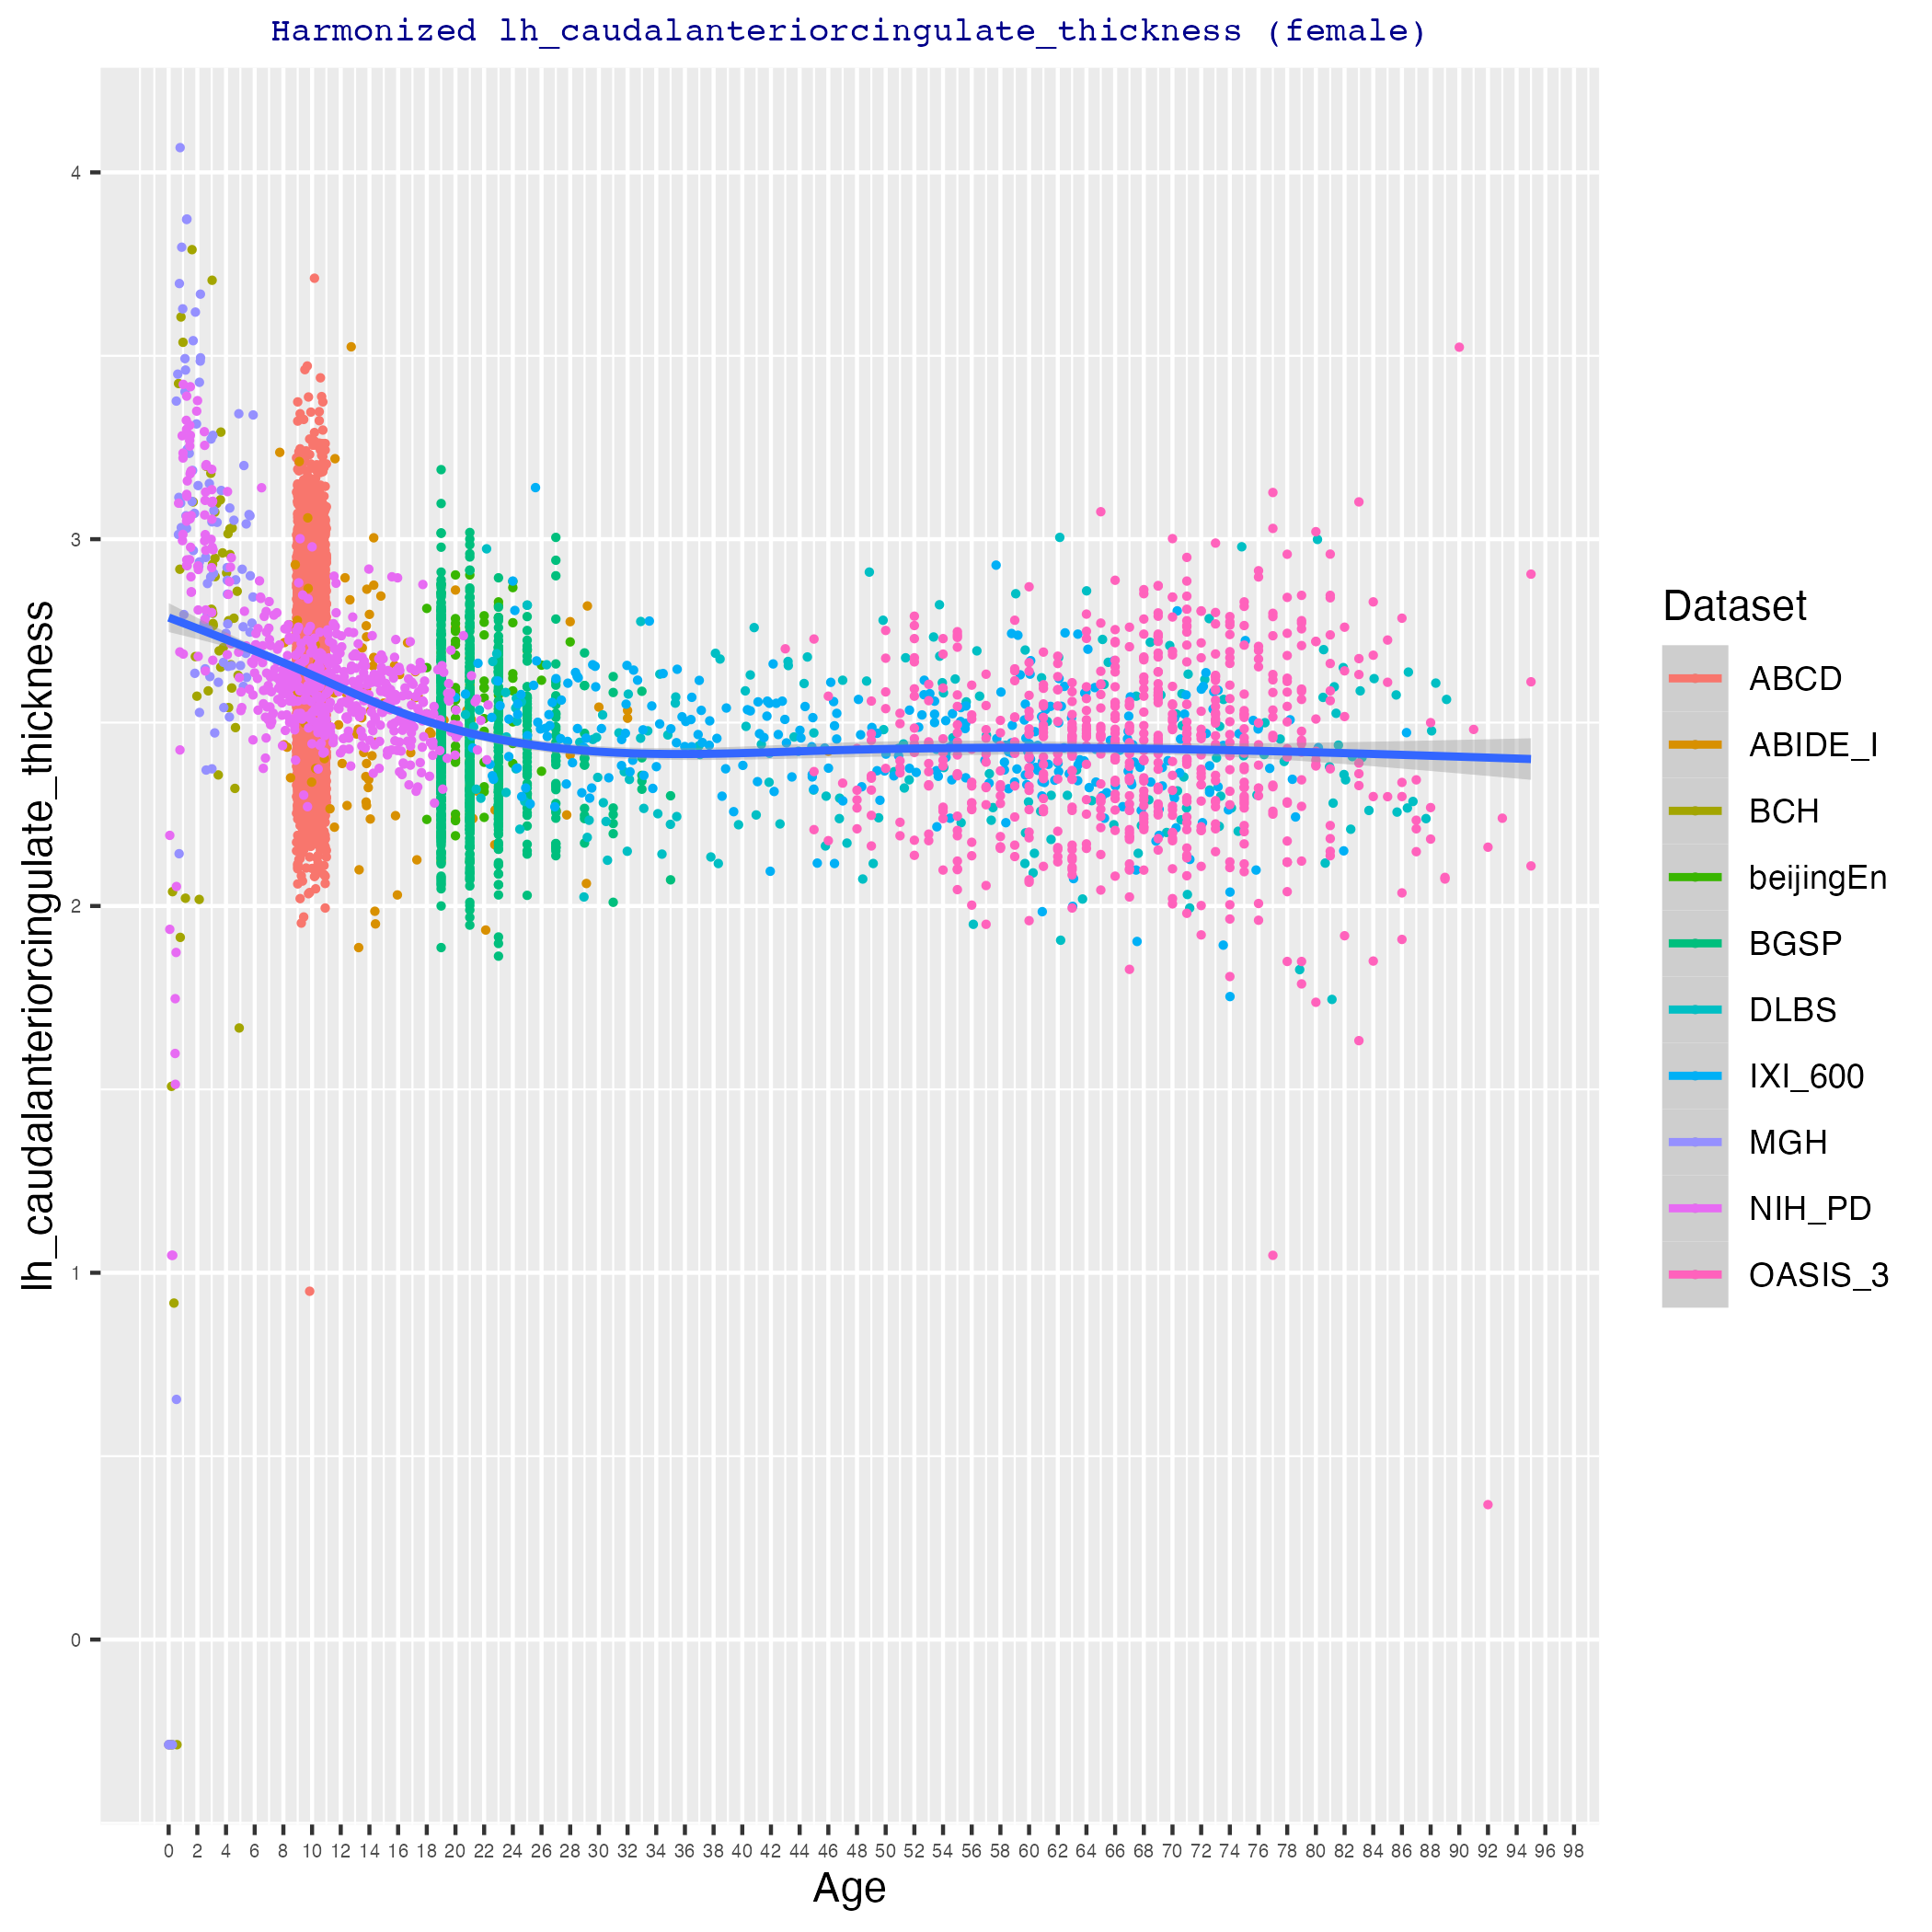 Harmonized lh_caudalanteriorcingulate_thickness (female)
lh_caudalanteriorcingulate_thickness
4
3
2
1
0
0 2 4 6 8 10 12 14 16 18 20 22 24 26 28 30 32 34 36 38 40 42 44 46 48 50 52 54 56 58 60 62 64 66 68 70 72 74 76 78 80 82 84 86 88 90 92 94 96 98
Age
Dataset
ABCD
ABIDE_I
BCH
beijingEn
BGSP
DLBS
IXI_600
MGH
NIH_PD
OASIS_3